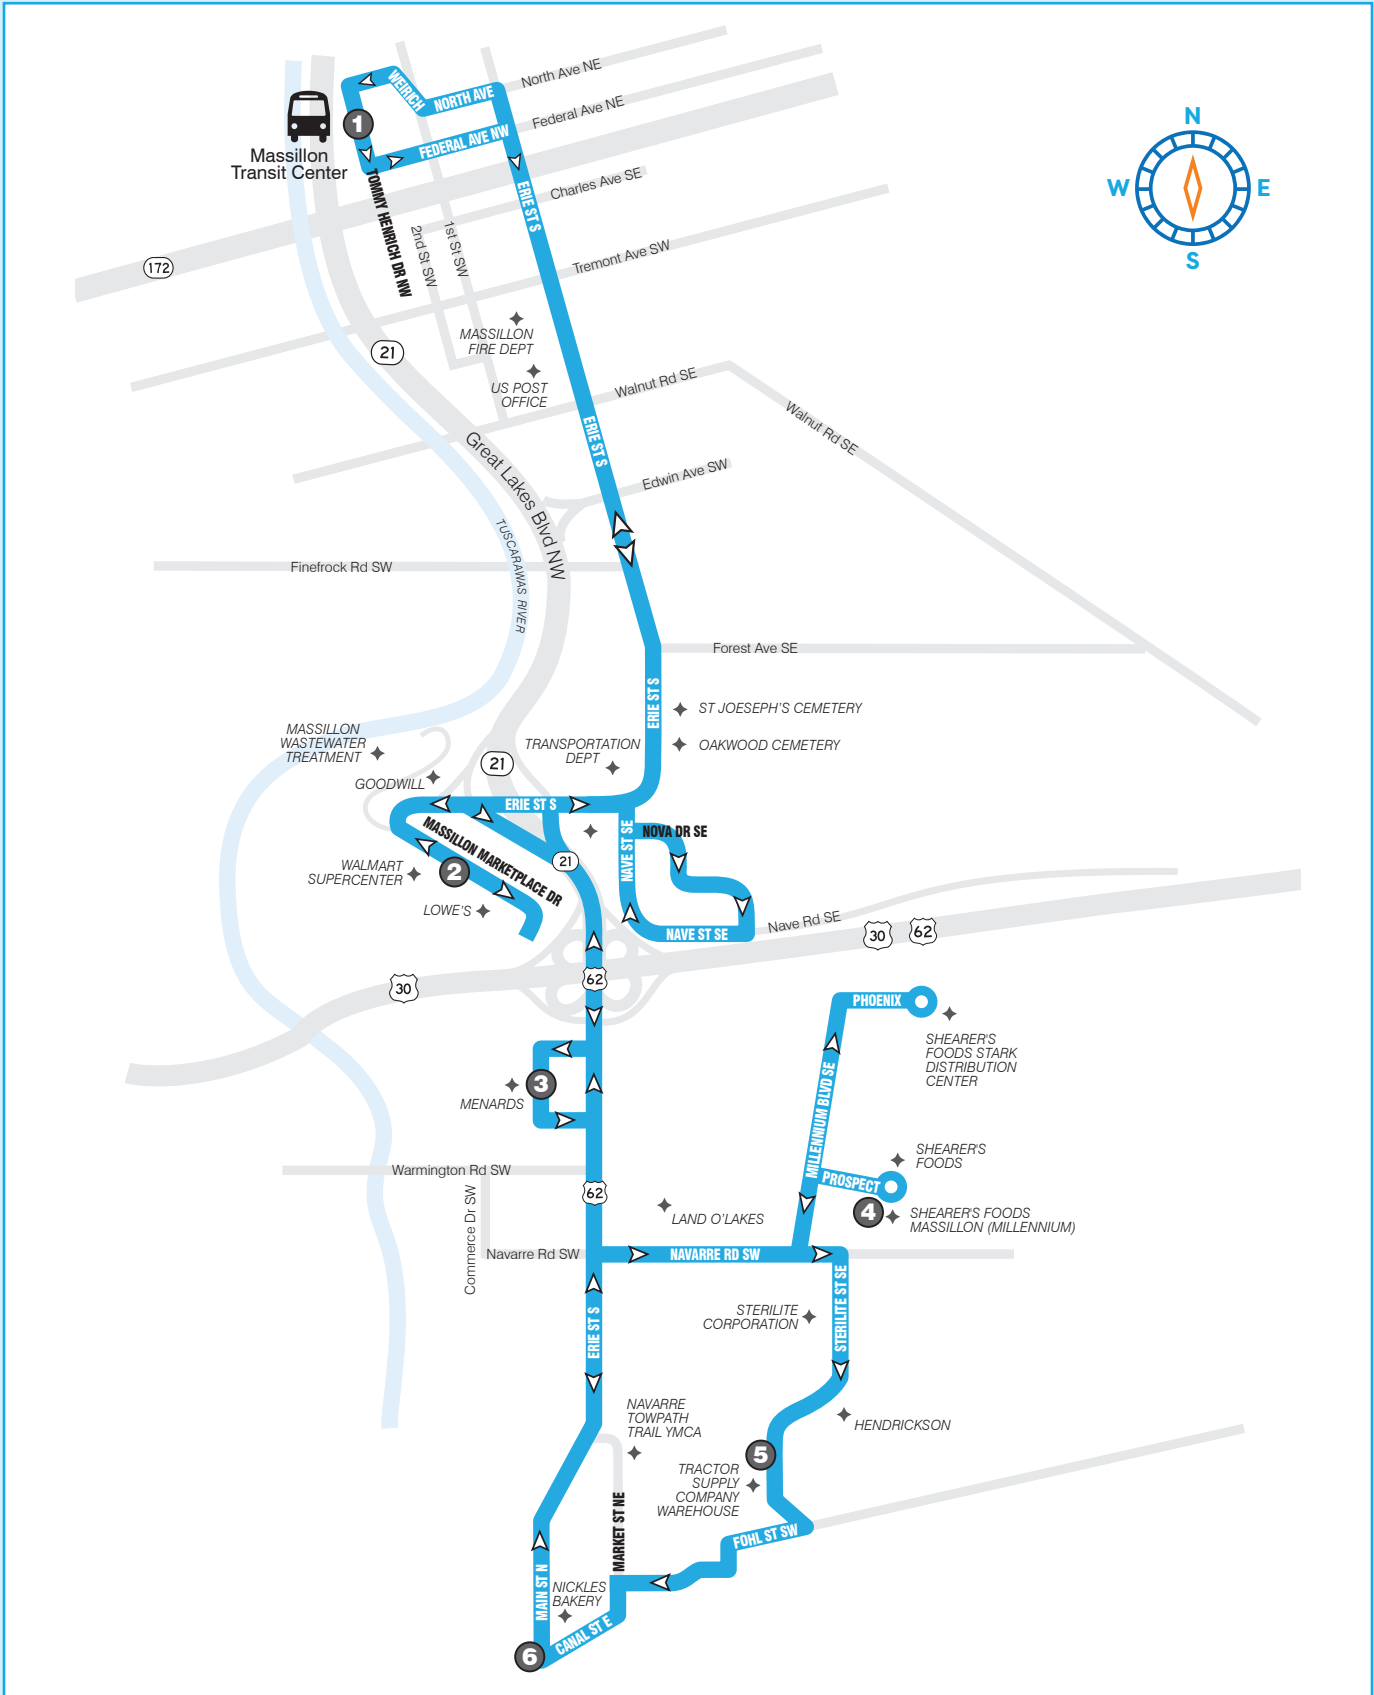 North Ave NE
WEIRICH
NORTH AVE
Federal Ave NE
1
FEDERAL AVE NW
Massillon
Transit Center
N
W
E
S
Charles Ave SE
ERIE ST S
TOMMY HENRICH DR NW
2nd St SW
1st St SW
Tremont Ave SW
172
MASSILLON
FIRE DEPT
21
US POST
OFFICE
Walnut Rd SE
Walnut Rd SE
ERIE ST S
Great Lakes Blvd NW
Edwin Ave SW
TUSCARAWAS RIVER
Finefrock Rd SW
Forest Ave SE
ERIE ST S
ST JOESEPH'S CEMETERY
OAKWOOD CEMETERY
MASSILLON
WASTEWATER
TREATMENT
TRANSPORTATION
DEPT
21
GOODWILL
ERIE ST S
MASSILLON MARKETPLACE DR
NAVE ST SE
NOVA DR SE
21
WALMART
SUPERCENTER
2
LOWE'S
NAVE ST SE
Nave Rd SE
30
62
62
30
PHOENIX
SHEARER'S
FOODS STARK
DISTRIBUTION
CENTER
3
MENARDS
MILLENNIUM BLVD SE
SHEARER'S
FOODS
PROSPECT
4
SHEARER'S FOODS
MASSILLON (MILLENNIUM)
Warmington Rd SW
62
Commerce Dr SW
LAND O'LAKES
Navarre Rd SW
NAVARRE RD SW
STERILITE ST SE
STERILITE
CORPORATION
ERIE ST S
NAVARRE
TOWPATH
TRAIL YMCA
HENDRICKSON
5
TRACTOR
SUPPLY
COMPANY
WAREHOUSE
MARKET ST NE
FOHL ST SW
MAIN ST N
NICKLES
BAKERY
CANAL ST E
6